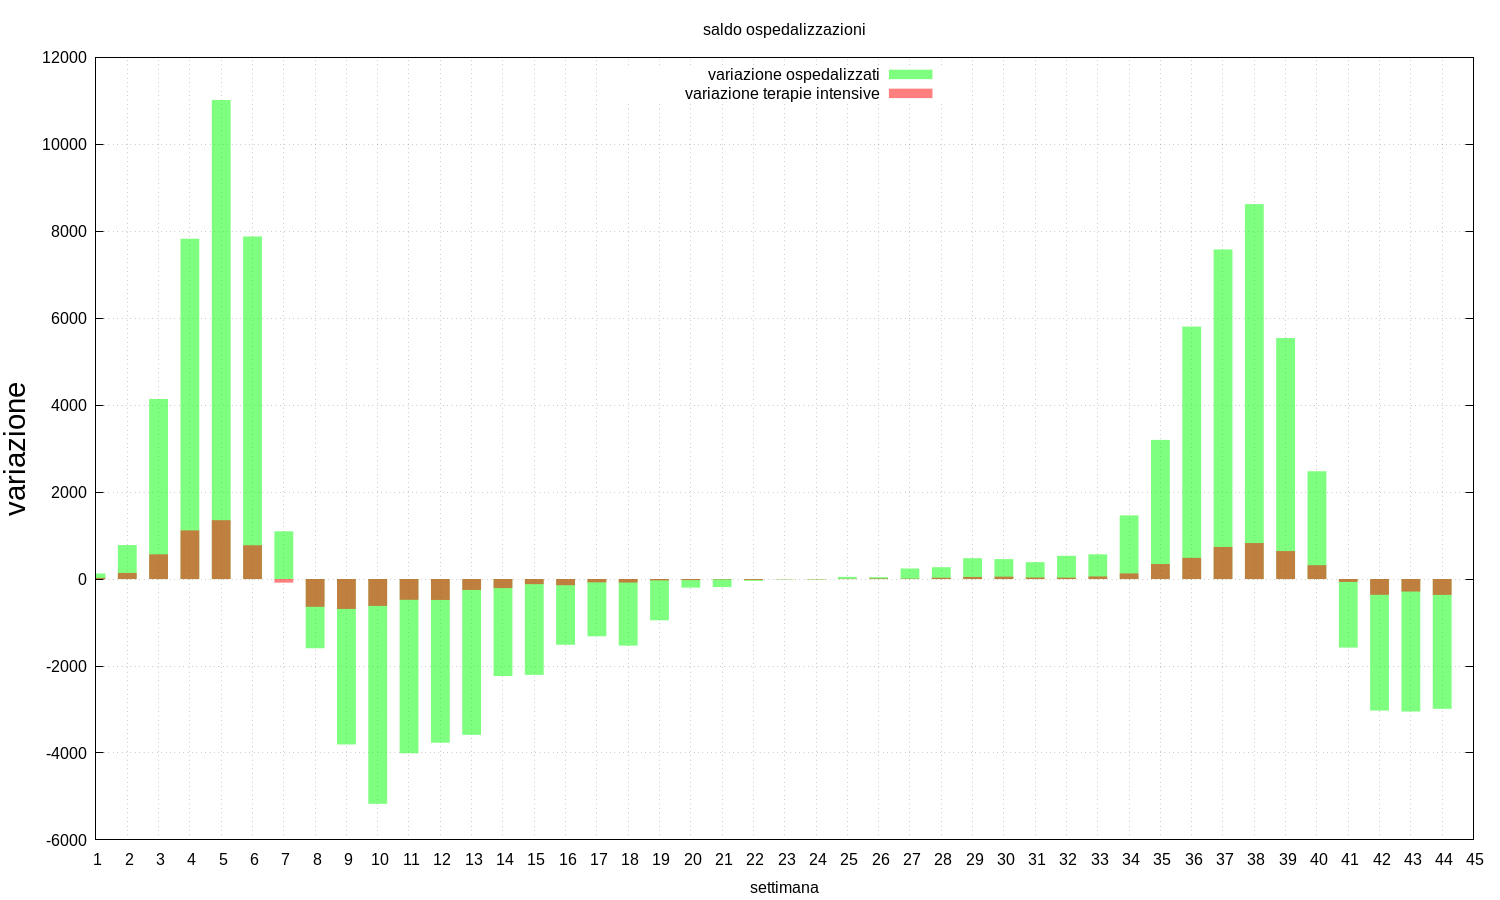 saldo ospedalizzazioni
variazione ospedalizzati
variazione terapie intensive
12000
10000
8000
6000
4000
2000
0
-2000
-4000
-6000
variazione
1 2 3 4 5 6 7 8 9 10 11 12 13 14 15 16 17 18 19 20 21 22 23 24 25 26 27 28 29 30 31 32 33 34 35 36 37 38 39 40 41 42 43 44 45
settimana